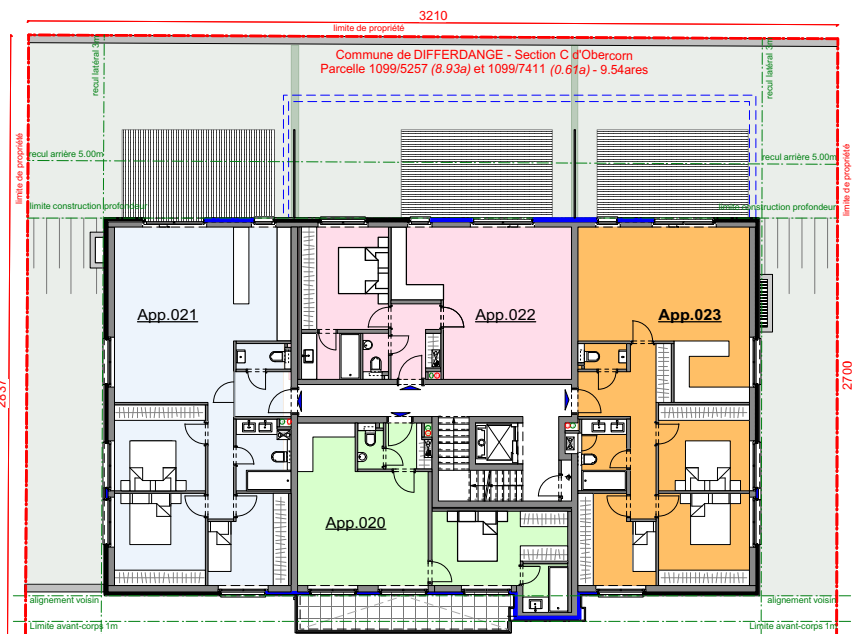 3210
limite de propriété
Commune de DIFFERDANGE - Section C d'Obercorn
Parcelle 1099/5257 (8.93a) et 1099/7411 (0.61a) - 9.54ares
recul latéral 3m
recul latéral 3m
limite de propriété
limite de propriété
recul arrière 5.00m
recul arrière 5.00m
limite construction profondeur
limite construction profondeur
App.021
App.022
App.023
2837
2700
App.020
alignement voisin
alignement voisin
Limite avant-corps 1m
Limite avant-corps 1m